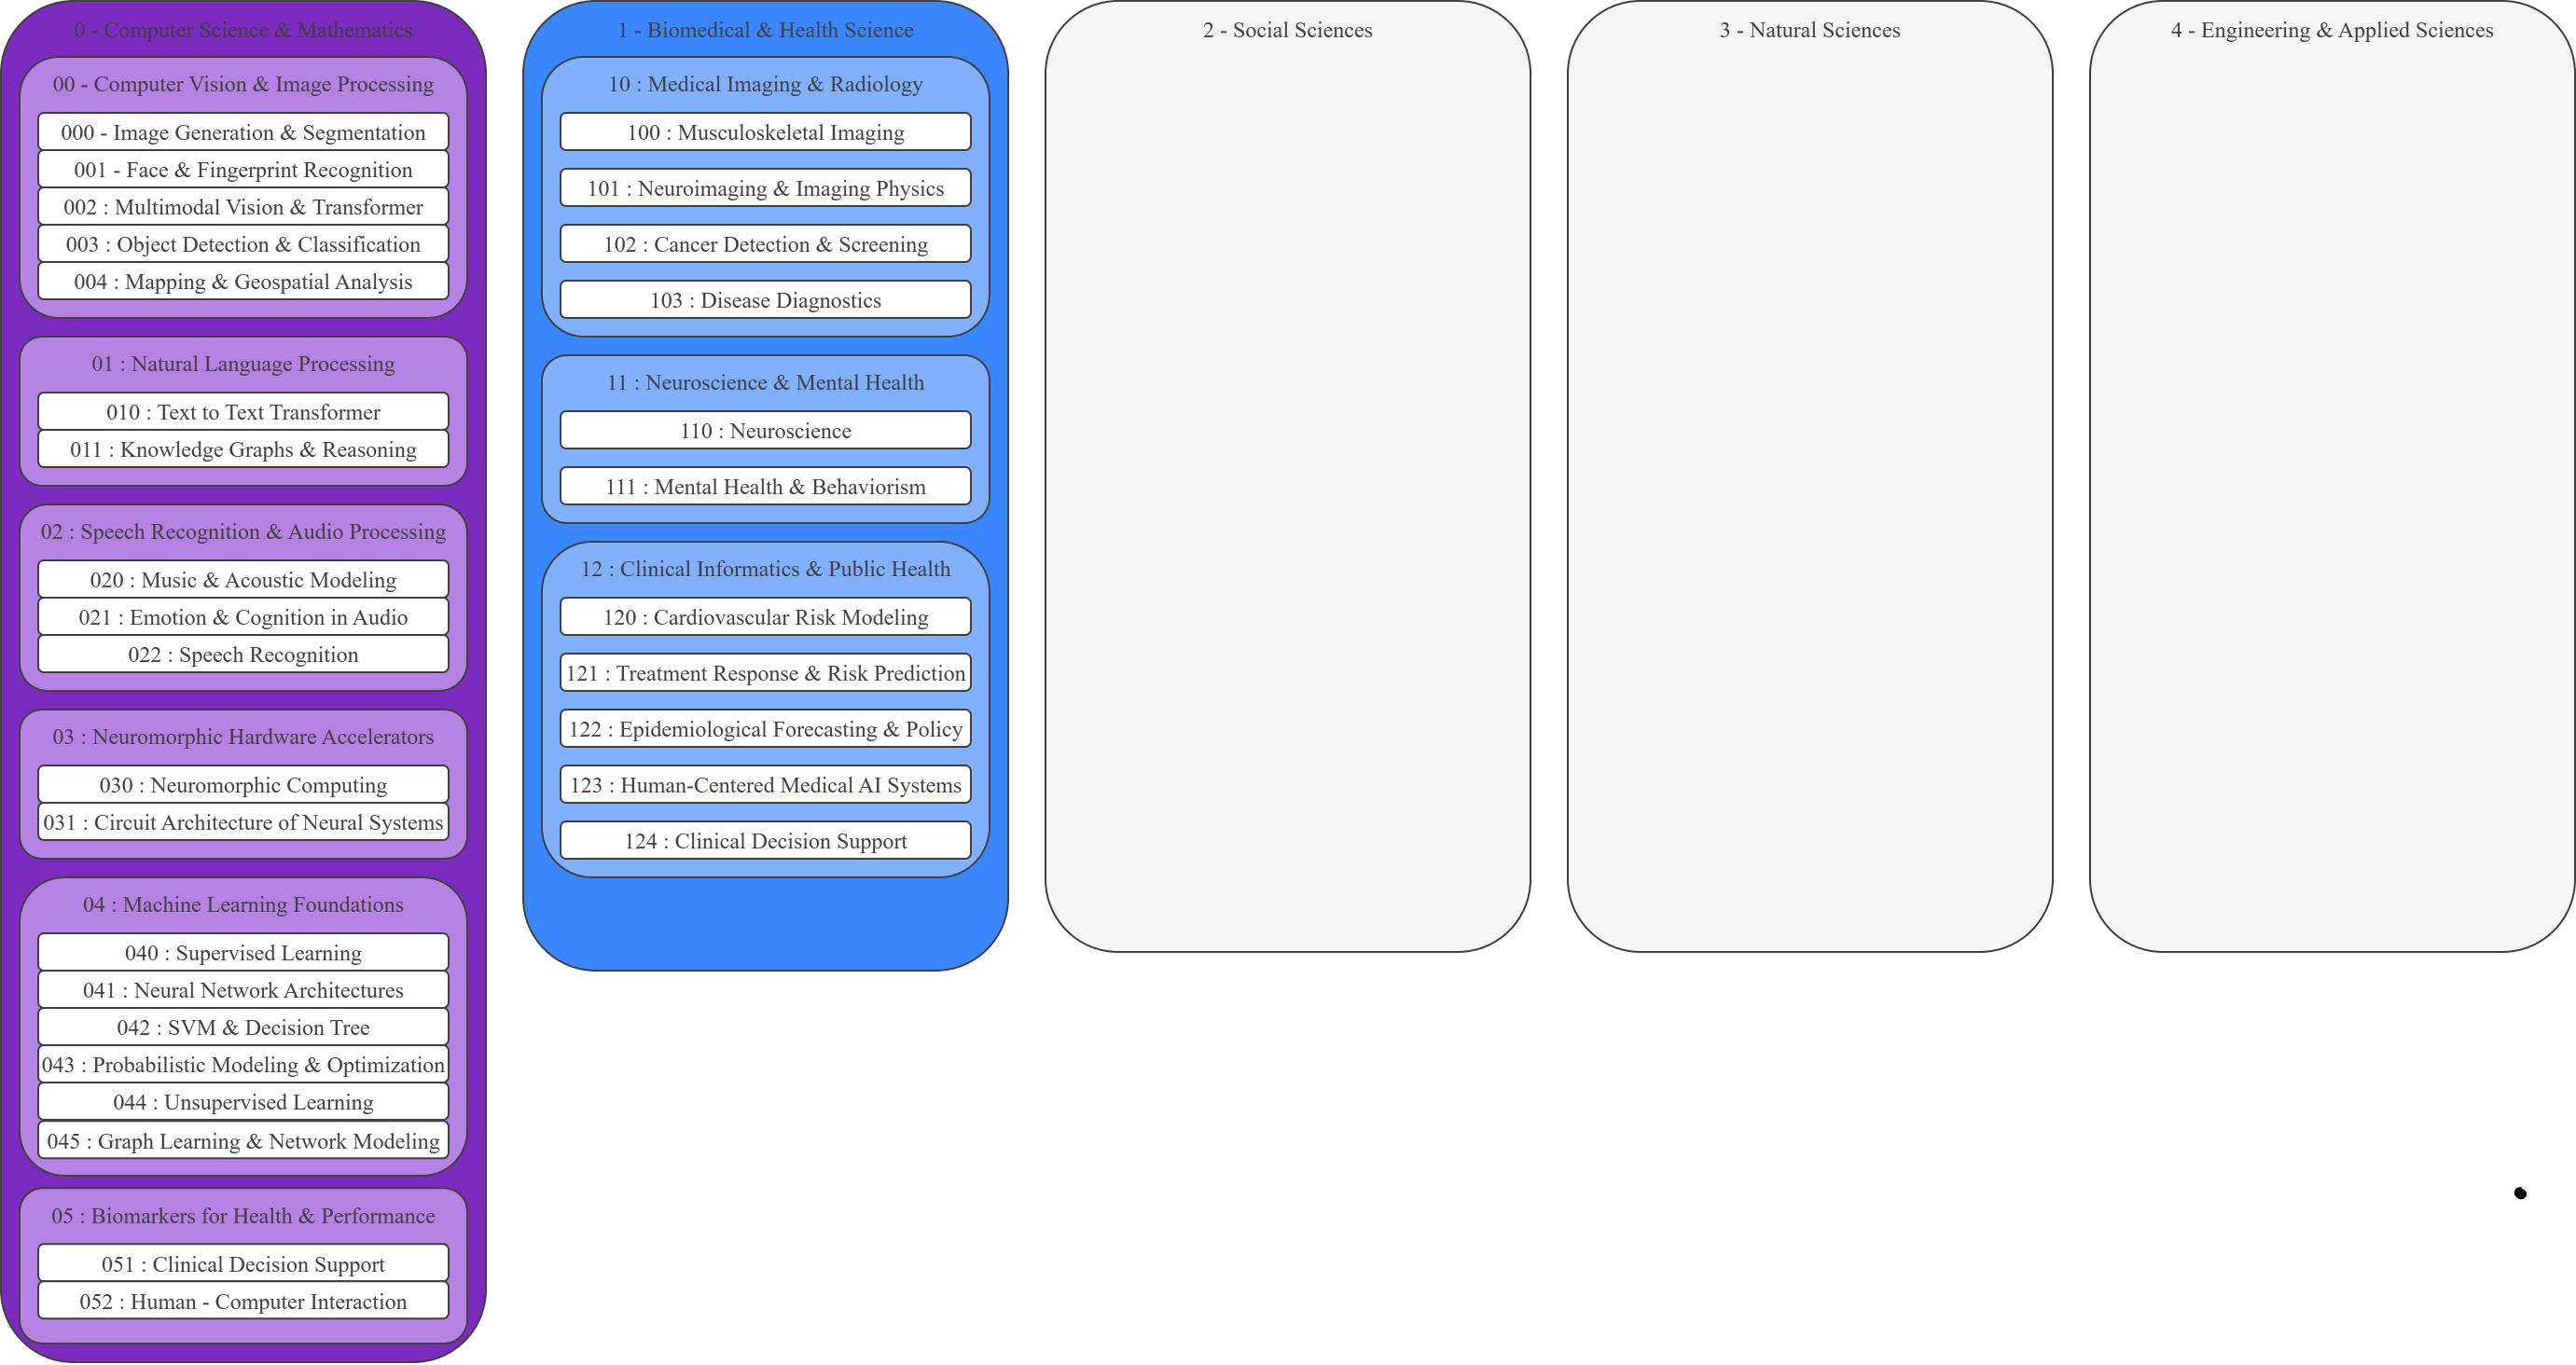 0 - Computer Science & Mathematics
00 - Computer Vision & Image Processing
000 - Image Generation & Segmentation
001 - Face & Fingerprint Recognition
002 : Multimodal Vision & Transformer
003 : Object Detection & Classification
004 : Mapping & Geospatial Analysis
01 : Natural Language Processing
010 : Text to Text Transformer
011 : Knowledge Graphs & Reasoning
02 : Speech Recognition & Audio Processing
020 : Music & Acoustic Modeling
021 : Emotion & Cognition in Audio
022 : Speech Recognition
03 : Neuromorphic Hardware Accelerators
030 : Neuromorphic Computing
031 : Circuit Architecture of Neural Systems
04 : Machine Learning Foundations
040 : Supervised Learning
041 : Neural Network Architectures
042 : SVM & Decision Tree
043 : Probabilistic Modeling & Optimization
044 : Unsupervised Learning
045 : Graph Learning & Network Modeling
05 : Biomarkers for Health & Performance
051 : Clinical Decision Support
052 : Human - Computer Interaction
1 - Biomedical & Health Science
10 : Medical Imaging & Radiology
100 : Musculoskeletal Imaging
101 : Neuroimaging & Imaging Physics
102 : Cancer Detection & Screening
103 : Disease Diagnostics
11 : Neuroscience & Mental Health
110 : Neuroscience
111 : Mental Health & Behaviorism
12 : Clinical Informatics & Public Health
120 : Cardiovascular Risk Modeling
121 : Treatment Response & Risk Prediction
122 : Epidemiological Forecasting & Policy
123 : Human-Centered Medical AI Systems
124 : Clinical Decision Support
2 - Social Sciences
3 - Natural Sciences
4 - Engineering & Applied Sciences